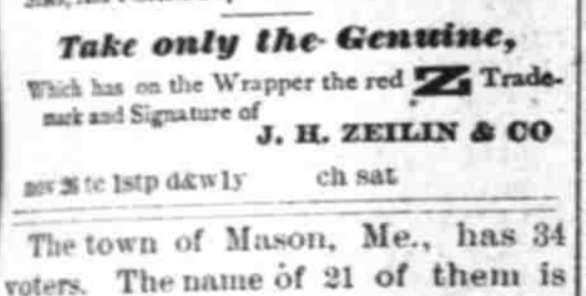 Take only the Genuine,
Which has on the Wrapper the red Z Trade-
mark and Signature of
J. H. ZEILIN & CO
nov 26 tc 1stp d&wly ch sat
The town of Mason, Me., has 34
voters. The name of 21 of them is